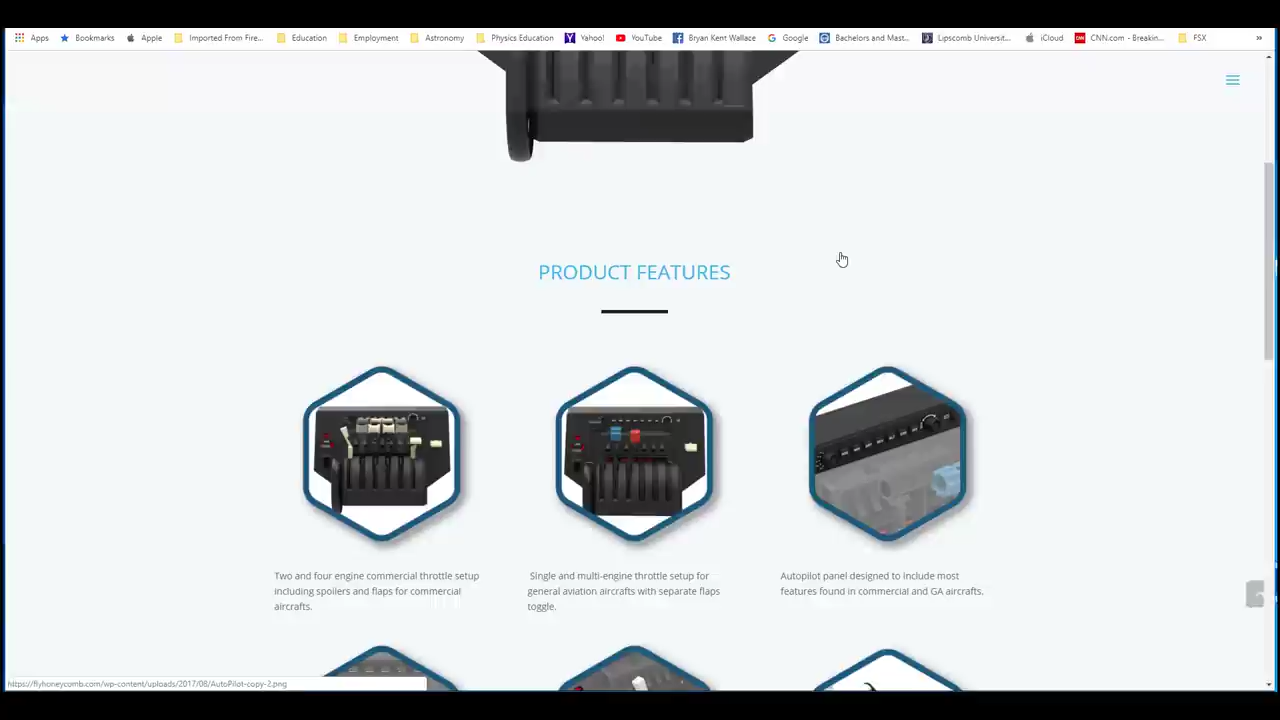 Apps Bookmarks Apple Imported From Fire... Education Employment Astronomy Physics Education Yahoo! YouTube Bryan Kent Wallace Google Bachelors and Mast... Lipscomb Universit... iCloud CNN.com - Breakin... FSX »
PRODUCT FEATURES
Two and four engine commercial throttle setup
including spoilers and flaps for commercial
aircrafts.
Single and multi-engine throttle setup for
general aviation aircrafts with separate flaps
toggle.
Autopilot panel designed to include most
features found in commercial and GA aircrafts.
https://flyhoneycomb.com/wp-content/uploads/2017/08/AutoPilot-copy-2.png